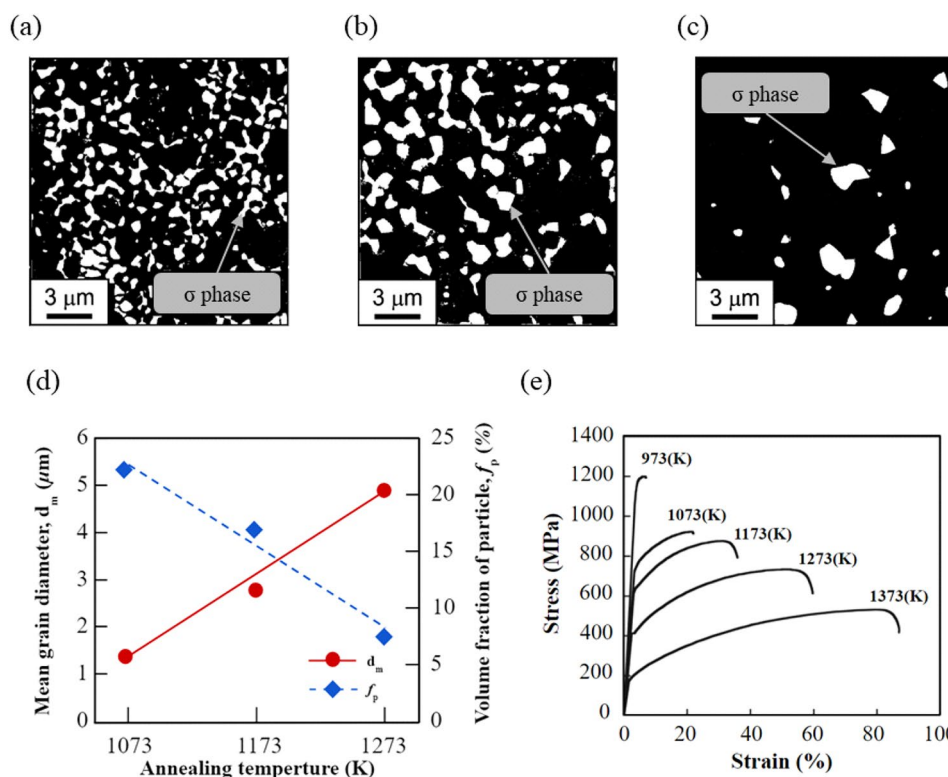 (a)
(b)
(c)
σ phase
σ phase
σ phase
3 μm
3 μm
3 μm
(d)
(e)
Mean grain diameter, dm (μm)
6
5
4
3
2
1
0
25
20
15
10
5
0
Volume fraction of particle, fp (%)
dm
fp
1073
1173
1273
Annealing temperture (K)
Stress (MPa)
1400
1200
1000
800
600
400
200
0
973(K)
1073(K)
1173(K)
1273(K)
1373(K)
0
20
40
60
80
100
Strain (%)